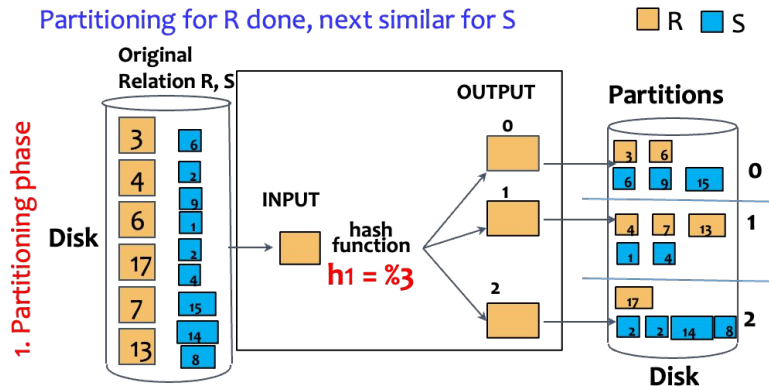 Partitioning for R done, next similar for S
R
S
Original
Relation R, S
1. Partitioning phase
Disk
3
4
6
17
7
13
6
2
9
1
2
4
15
14
8
INPUT
hash
function
h1 = %3
OUTPUT
0
1
2
Partitions
3 6
6 9 15
0
4 7 13
1 4
1
17
2 2 14 8
2
Disk